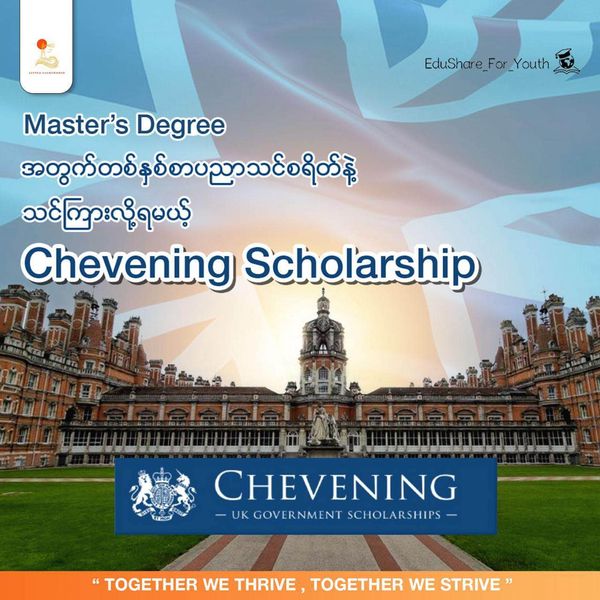 EduShare_For_Youth
Master's Degree
အတွက်တစ်နှစ်စာပညာသင်စရိတ်နဲ့
သင်ကြားလို့ရမယ့်
Chevening Scholarship
CHEVENING
— UK GOVERNMENT SCHOLARSHIPS —
“ TOGETHER WE THRIVE , TOGETHER WE STRIVE ”